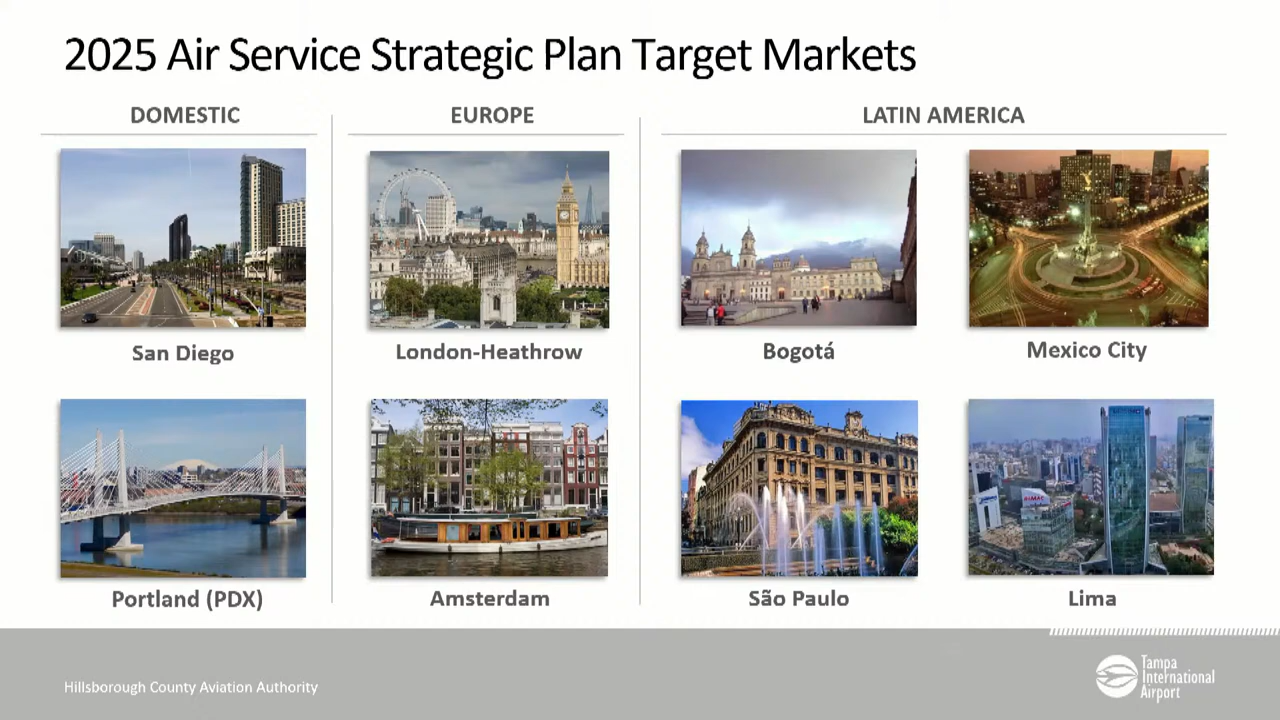 2025 Air Service Strategic Plan Target Markets
DOMESTIC
EUROPE
LATIN AMERICA
San Diego
London-Heathrow
Bogotá
Mexico City
Portland (PDX)
Amsterdam
São Paulo
Lima
Hillsborough County Aviation Authority
Tampa
International
Airport